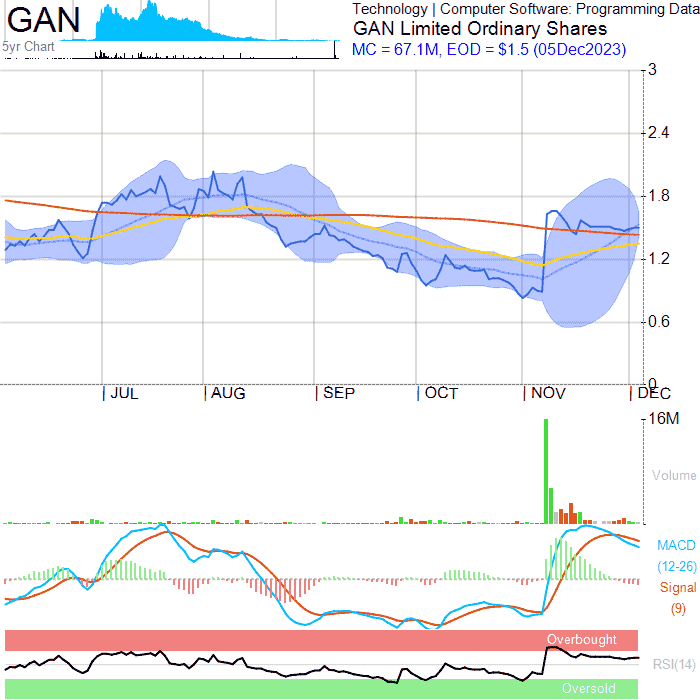 GAN
5yr Chart
Technology | Computer Software: Programming Data
GAN Limited Ordinary Shares
MC = 67.1M, EOD = $1.5 (05Dec2023)
3
2.4
1.8
1.2
0.6
0
JUL
AUG
SEP
OCT
NOV
DEC
16M
Volume
MACD
(12-26)
Signal
(9)
Overbought
RSI(14)
Oversold